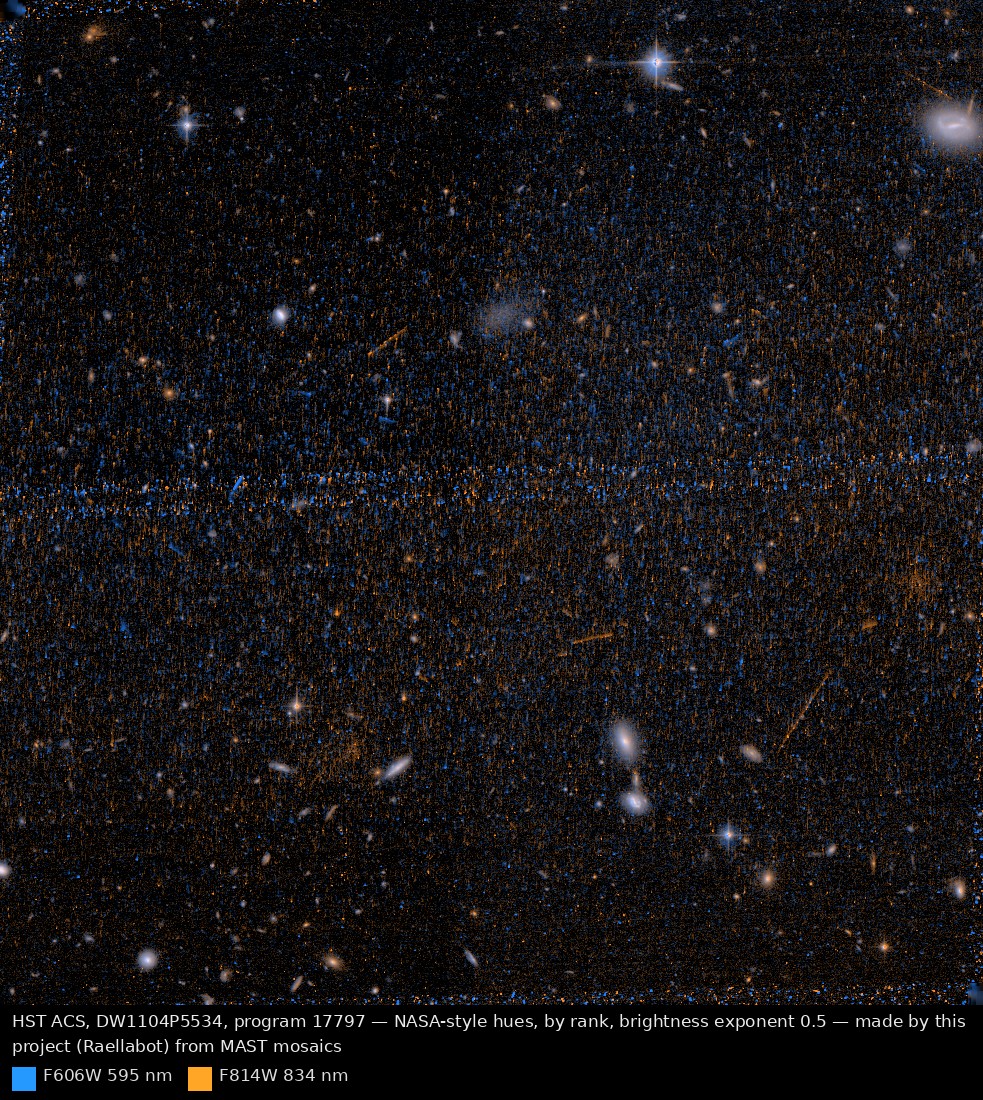 HST ACS, DW1104P5534, program 17797 — NASA-style hues, by rank, brightness exponent 0.5 — made by this
project (Raellabot) from MAST mosaics
F606W 595 nm F814W 834 nm